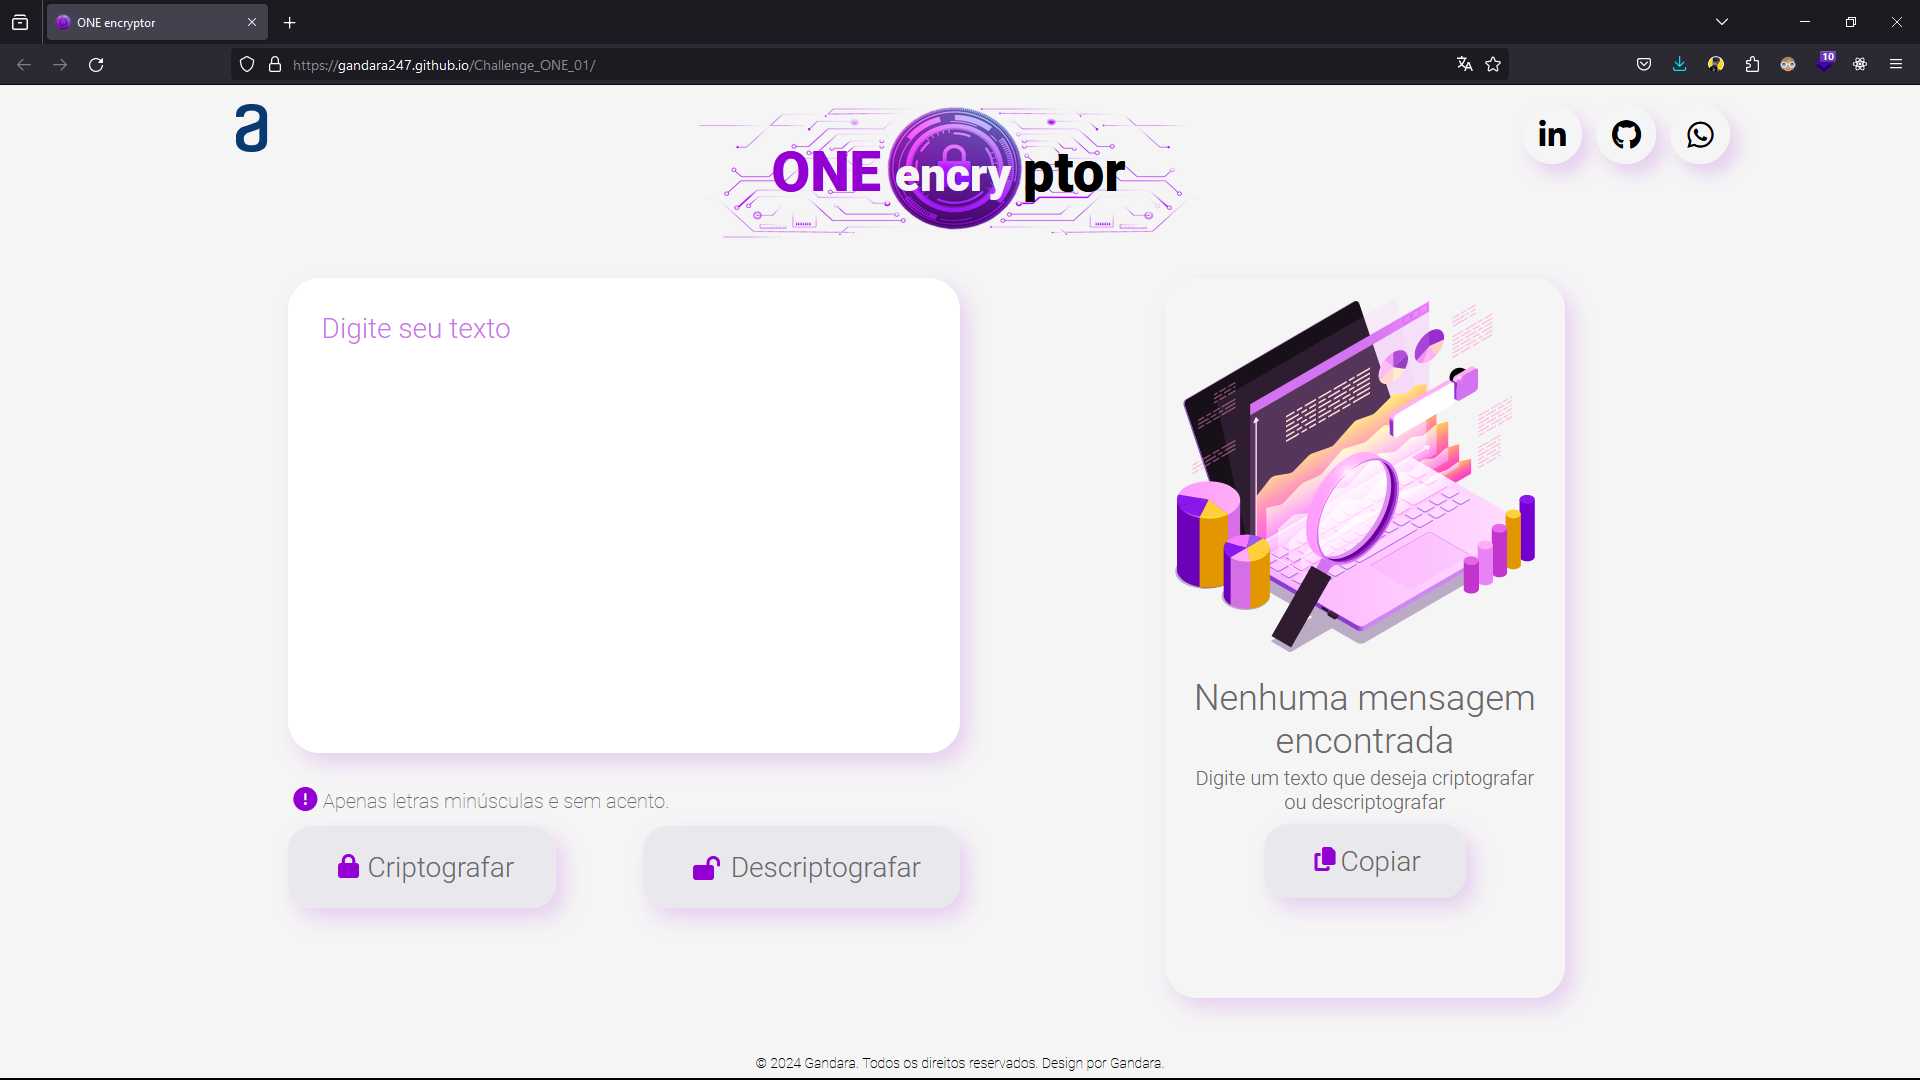 ONE encryptor
https://gandara247.github.io/Challenge_ONE_01/
10
a
ONE encryptor
in
Digite seu texto
Nenhuma mensagem
encontrada
Digite um texto que deseja criptografar
ou descriptografar
Apenas letras minúsculas e sem acento.
Criptografar
Descriptografar
Copiar
© 2024 Gandara. Todos os direitos reservados. Design por Gandara.